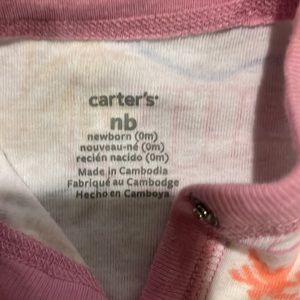 carter's
nb
newborn (0m)
nouveau-né (0m)
recién nacido (0m)
Made in Cambodia
Fabriqué au Cambodge
Hecho en Camboya